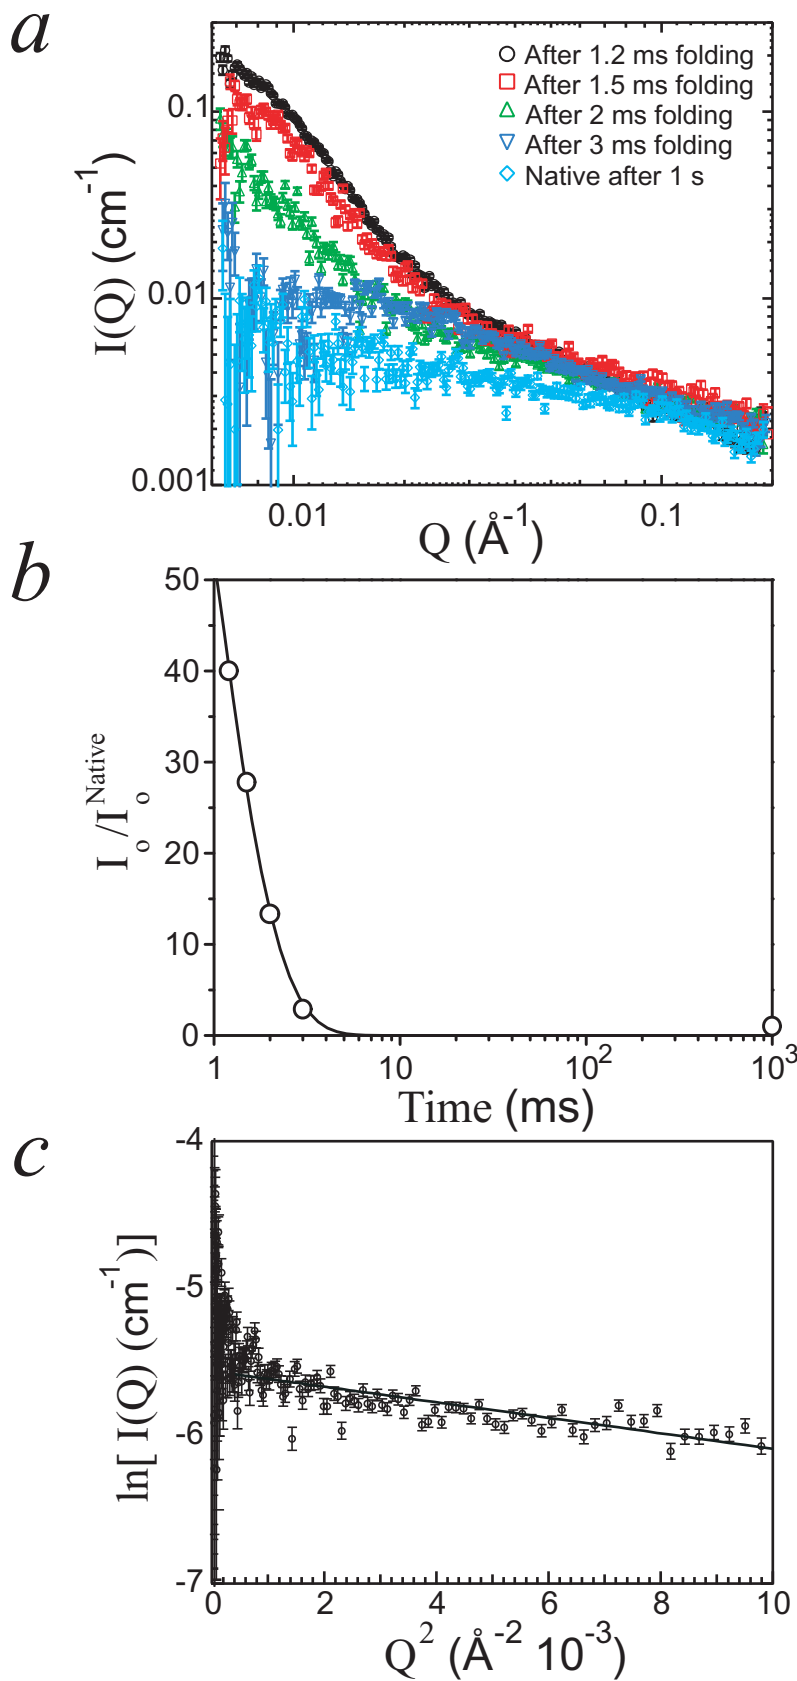 a
After 1.2 ms folding
After 1.5 ms folding
After 2 ms folding
After 3 ms folding
Native after 1 s
I(Q) (cm⁻¹)
0.1
0.01
0.001
0.01 0.1
Q (Å⁻¹)
b
Iₒ/Iₒᴺᵃᵗⁱᵛᵉ
50
40
30
20
10
0
1 10 10² 10³
Time (ms)
c
ln[ I(Q) (cm⁻¹)]
-4
-5
-6
-7
0 2 4 6 8 10
Q² (Å⁻² 10⁻³)